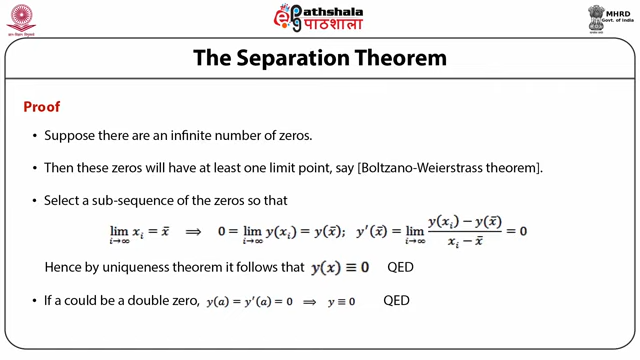 ePathshala
पाठशाला
MHRD
Govt. of India
The Separation Theorem
Proof
• Suppose there are an infinite number of zeros.
• Then these zeros will have at least one limit point, say [Boltzano-Weierstrass theorem].
• Select a sub-sequence of the zeros so that
lim_{i→∞} x_i = x̄ ⟹ 0 = lim_{i→∞} y(x_i) = y(x̄); y′(x̄) = lim_{i→∞} (y(x_i) − y(x̄))/(x_i − x̄) = 0
Hence by uniqueness theorem it follows that y(x) ≡ 0 QED
• If a could be a double zero, y(a) = y′(a) = 0 ⟹ y ≡ 0 QED